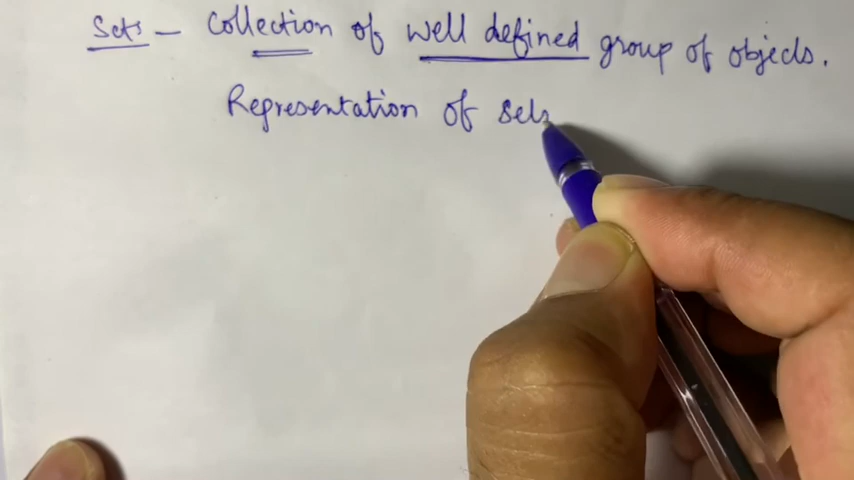 Sets - Collection of well defined group of objects.
Representation of sets